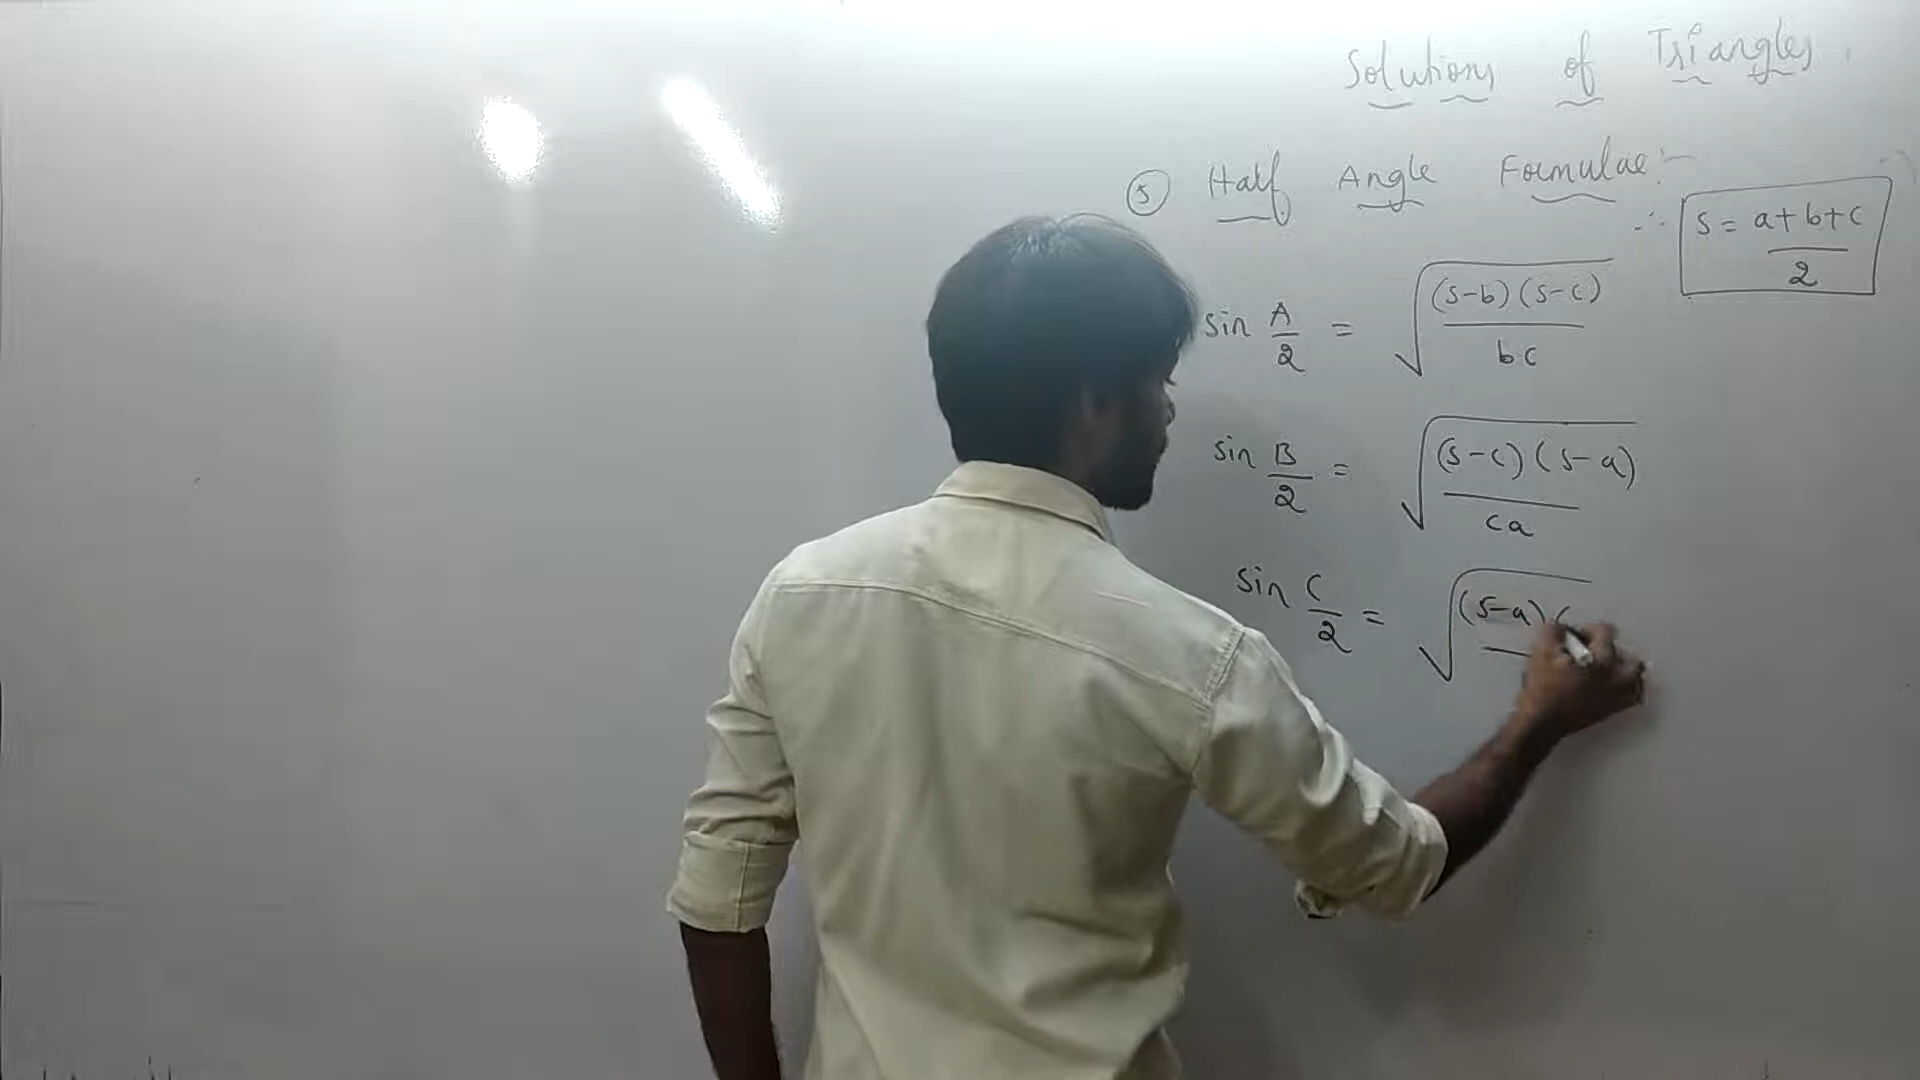 Solutions of Triangles
⑤ Half Angle Formulae:-
∴ s = a+b+c / 2
sin A/2 = √((s-b)(s-c) / bc)
sin B/2 = √((s-c)(s-a) / ca)
sin C/2 = √((s-a)(